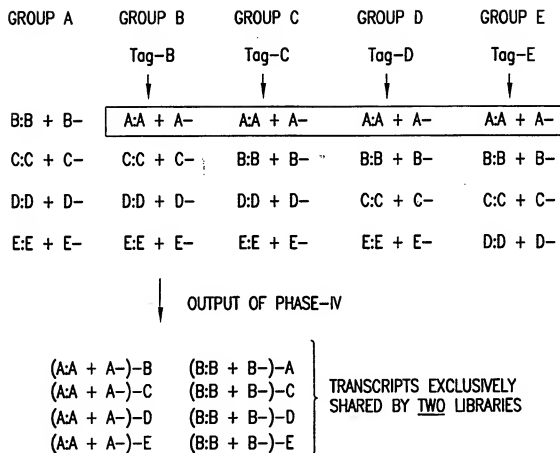 GROUP A GROUP B GROUP C GROUP D GROUP E
Tag-B Tag-C Tag-D Tag-E
B:B + B- A:A + A- A:A + A- A:A + A- A:A + A-
C:C + C- C:C + C- B:B + B- B:B + B- B:B + B-
D:D + D- D:D + D- D:D + D- C:C + C- C:C + C-
E:E + E- E:E + E- E:E + E- E:E + E- D:D + D-
OUTPUT OF PHASE-IV
(A:A + A-)-B (B:B + B-)-A
(A:A + A-)-C (B:B + B-)-C
(A:A + A-)-D (B:B + B-)-D
(A:A + A-)-E (B:B + B-)-E
TRANSCRIPTS EXCLUSIVELY
SHARED BY TWO LIBRARIES